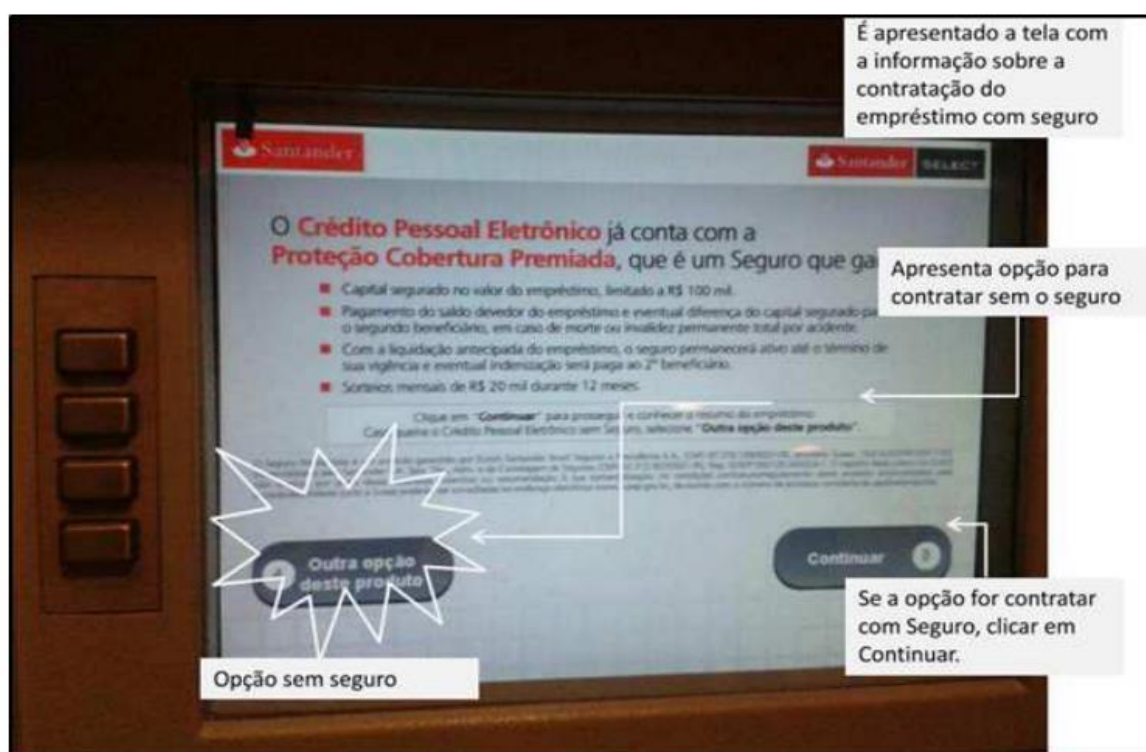 É apresentado a tela com
a informação sobre a
contratação do
empréstimo com seguro
Santander
Santander SELECT
O Crédito Pessoal Eletrônico já conta com a
Proteção Cobertura Premiada, que é um Seguro que
Apresenta opção para
contratar sem o seguro
Capital segurado no valor do empréstimo, limitado a R$ 100 mil.
Pagamento do saldo devedor do empréstimo e eventual diferença do capital segurado
o segundo beneficiário, em caso de morte ou invalidez permanente total por acidente.
Com a liquidação antecipada do empréstimo, o seguro permanecerá ativo até o término de
sua vigência e eventual indenização será paga ao 2º beneficiário.
Sorteios mensais de R$ 20 mil durante 12 meses.
Clique em "Continuar" para prosseguir e conhecer o resumo do empréstimo
Caso queira o Crédito Pessoal Eletrônico sem Seguro, selecione "Outra opção deste produto".
Outra opção
deste produto
Continuar
Se a opção for contratar
com Seguro, clicar em
Continuar.
Opção sem seguro